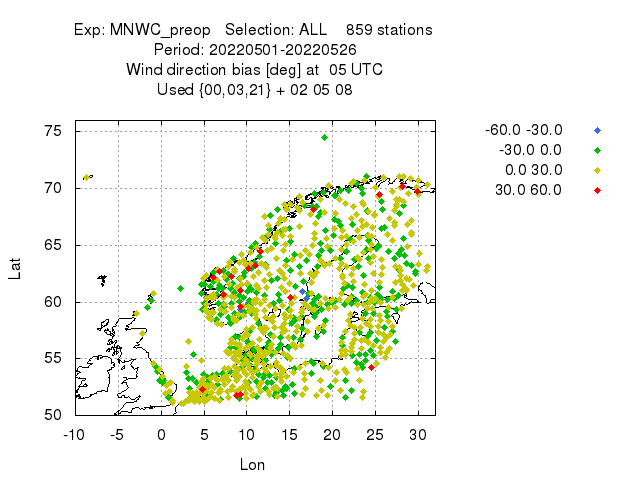 Exp: MNWC_preop   Selection: ALL    859 stations
Period: 20220501-20220526
Wind direction bias [deg] at  05 UTC
Used {00,03,21} + 02 05 08
-60.0 -30.0
-30.0 0.0
0.0 30.0
30.0 60.0
75
70
65
60
55
50
Lat
-10 -5 0 5 10 15 20 25 30
Lon